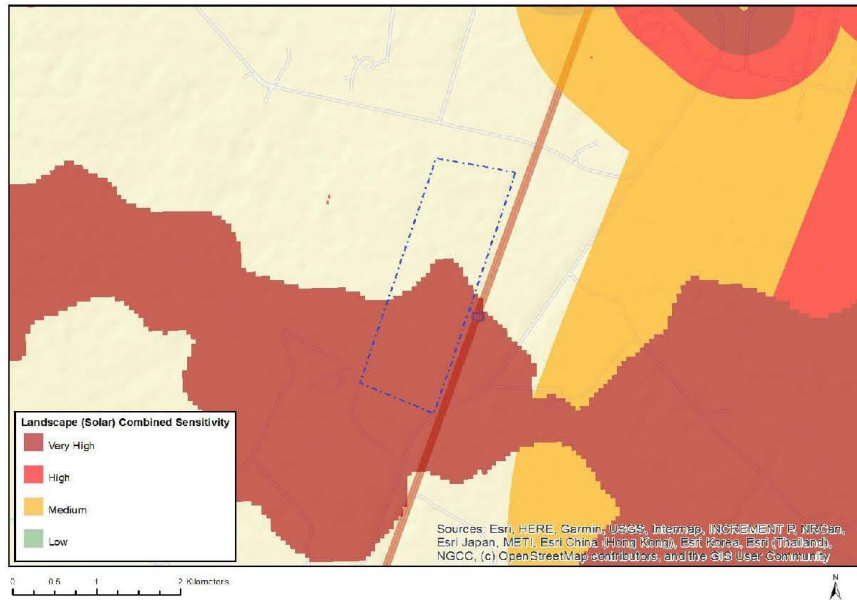 Landscape (Solar) Combined Sensitivity
Very High
High
Medium
Low
Sources: Esri, HERE, Garmin, USGS, Intermap, INCREMENT P, NRCan,
Esri Japan, METI, Esri China (Hong Kong), Esri Korea, Esri (Thailand),
NGCC, (c) OpenStreetMap contributors, and the GIS User Community
0 0.5 1 2 Kilometers
N